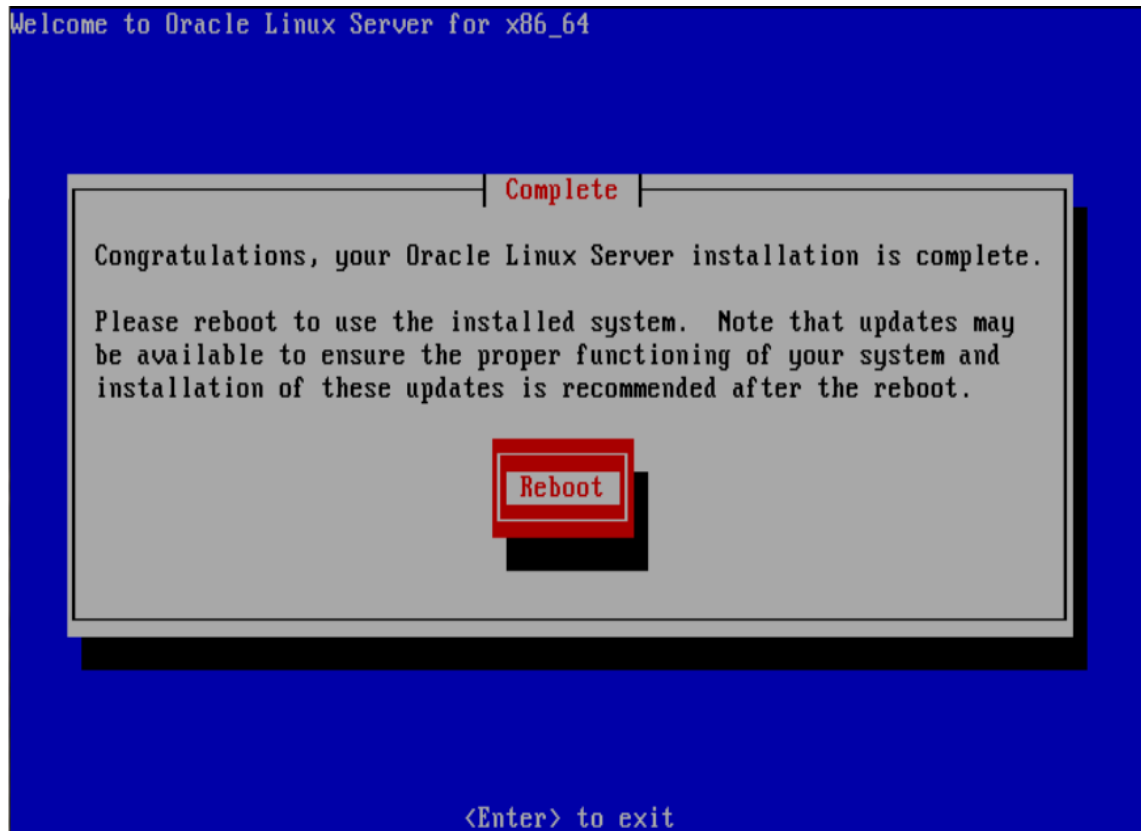 Welcome to Oracle Linux Server for x86_64
Complete
Congratulations, your Oracle Linux Server installation is complete.
Please reboot to use the installed system.  Note that updates may
be available to ensure the proper functioning of your system and
installation of these updates is recommended after the reboot.
Reboot
<Enter> to exit